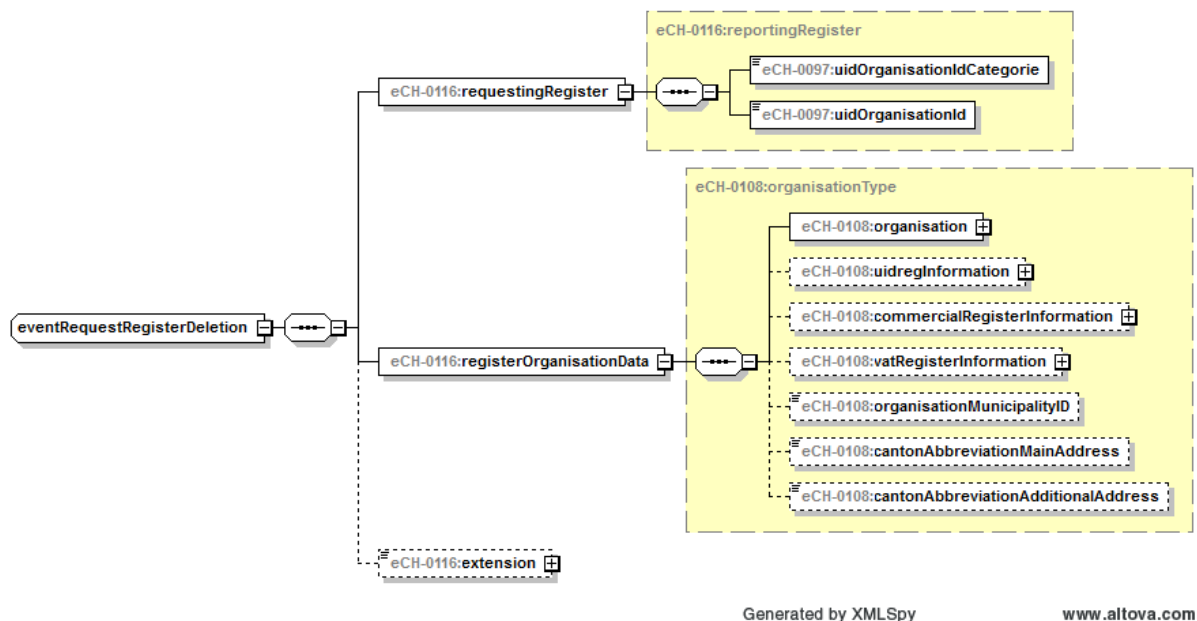 eCH-0116:reportingRegister
eCH-0097:uidOrganisationIdCategorie
eCH-0116:requestingRegister
eCH-0097:uidOrganisationId
eCH-0108:organisationType
eCH-0108:organisation
eCH-0108:uidregInformation
eCH-0108:commercialRegisterInformation
eventRequestRegisterDeletion
eCH-0116:registerOrganisationData
eCH-0108:vatRegisterInformation
eCH-0108:organisationMunicipalityID
eCH-0108:cantonAbbreviationMainAddress
eCH-0108:cantonAbbreviationAdditionalAddress
eCH-0116:extension
Generated by XMLSpy www.altova.com